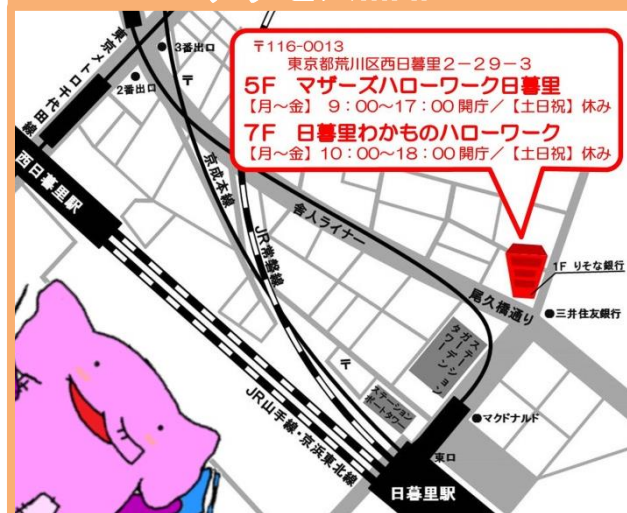 〒116-0013
東京都荒川区西日暮里2－29－3
5F　マザーズハローワーク日暮里
【月～金】 9：00～17：00 開庁／【土日祝】休み
7F　日暮里わかものハローワーク
【月～金】10：00～18：00 開庁／【土日祝】休み
3番出口
2番出口
〒
東京メトロ千代田線
西日暮里駅
京成本線
JR常磐線
舎人ライナー
1F りそな銀行
尾久橋通り
三井住友銀行
ステーション
ガーデン
タワー
〒
ステーション
ポートタワー
マクドナルド
JR山手線・京浜東北線
東口
日暮里駅